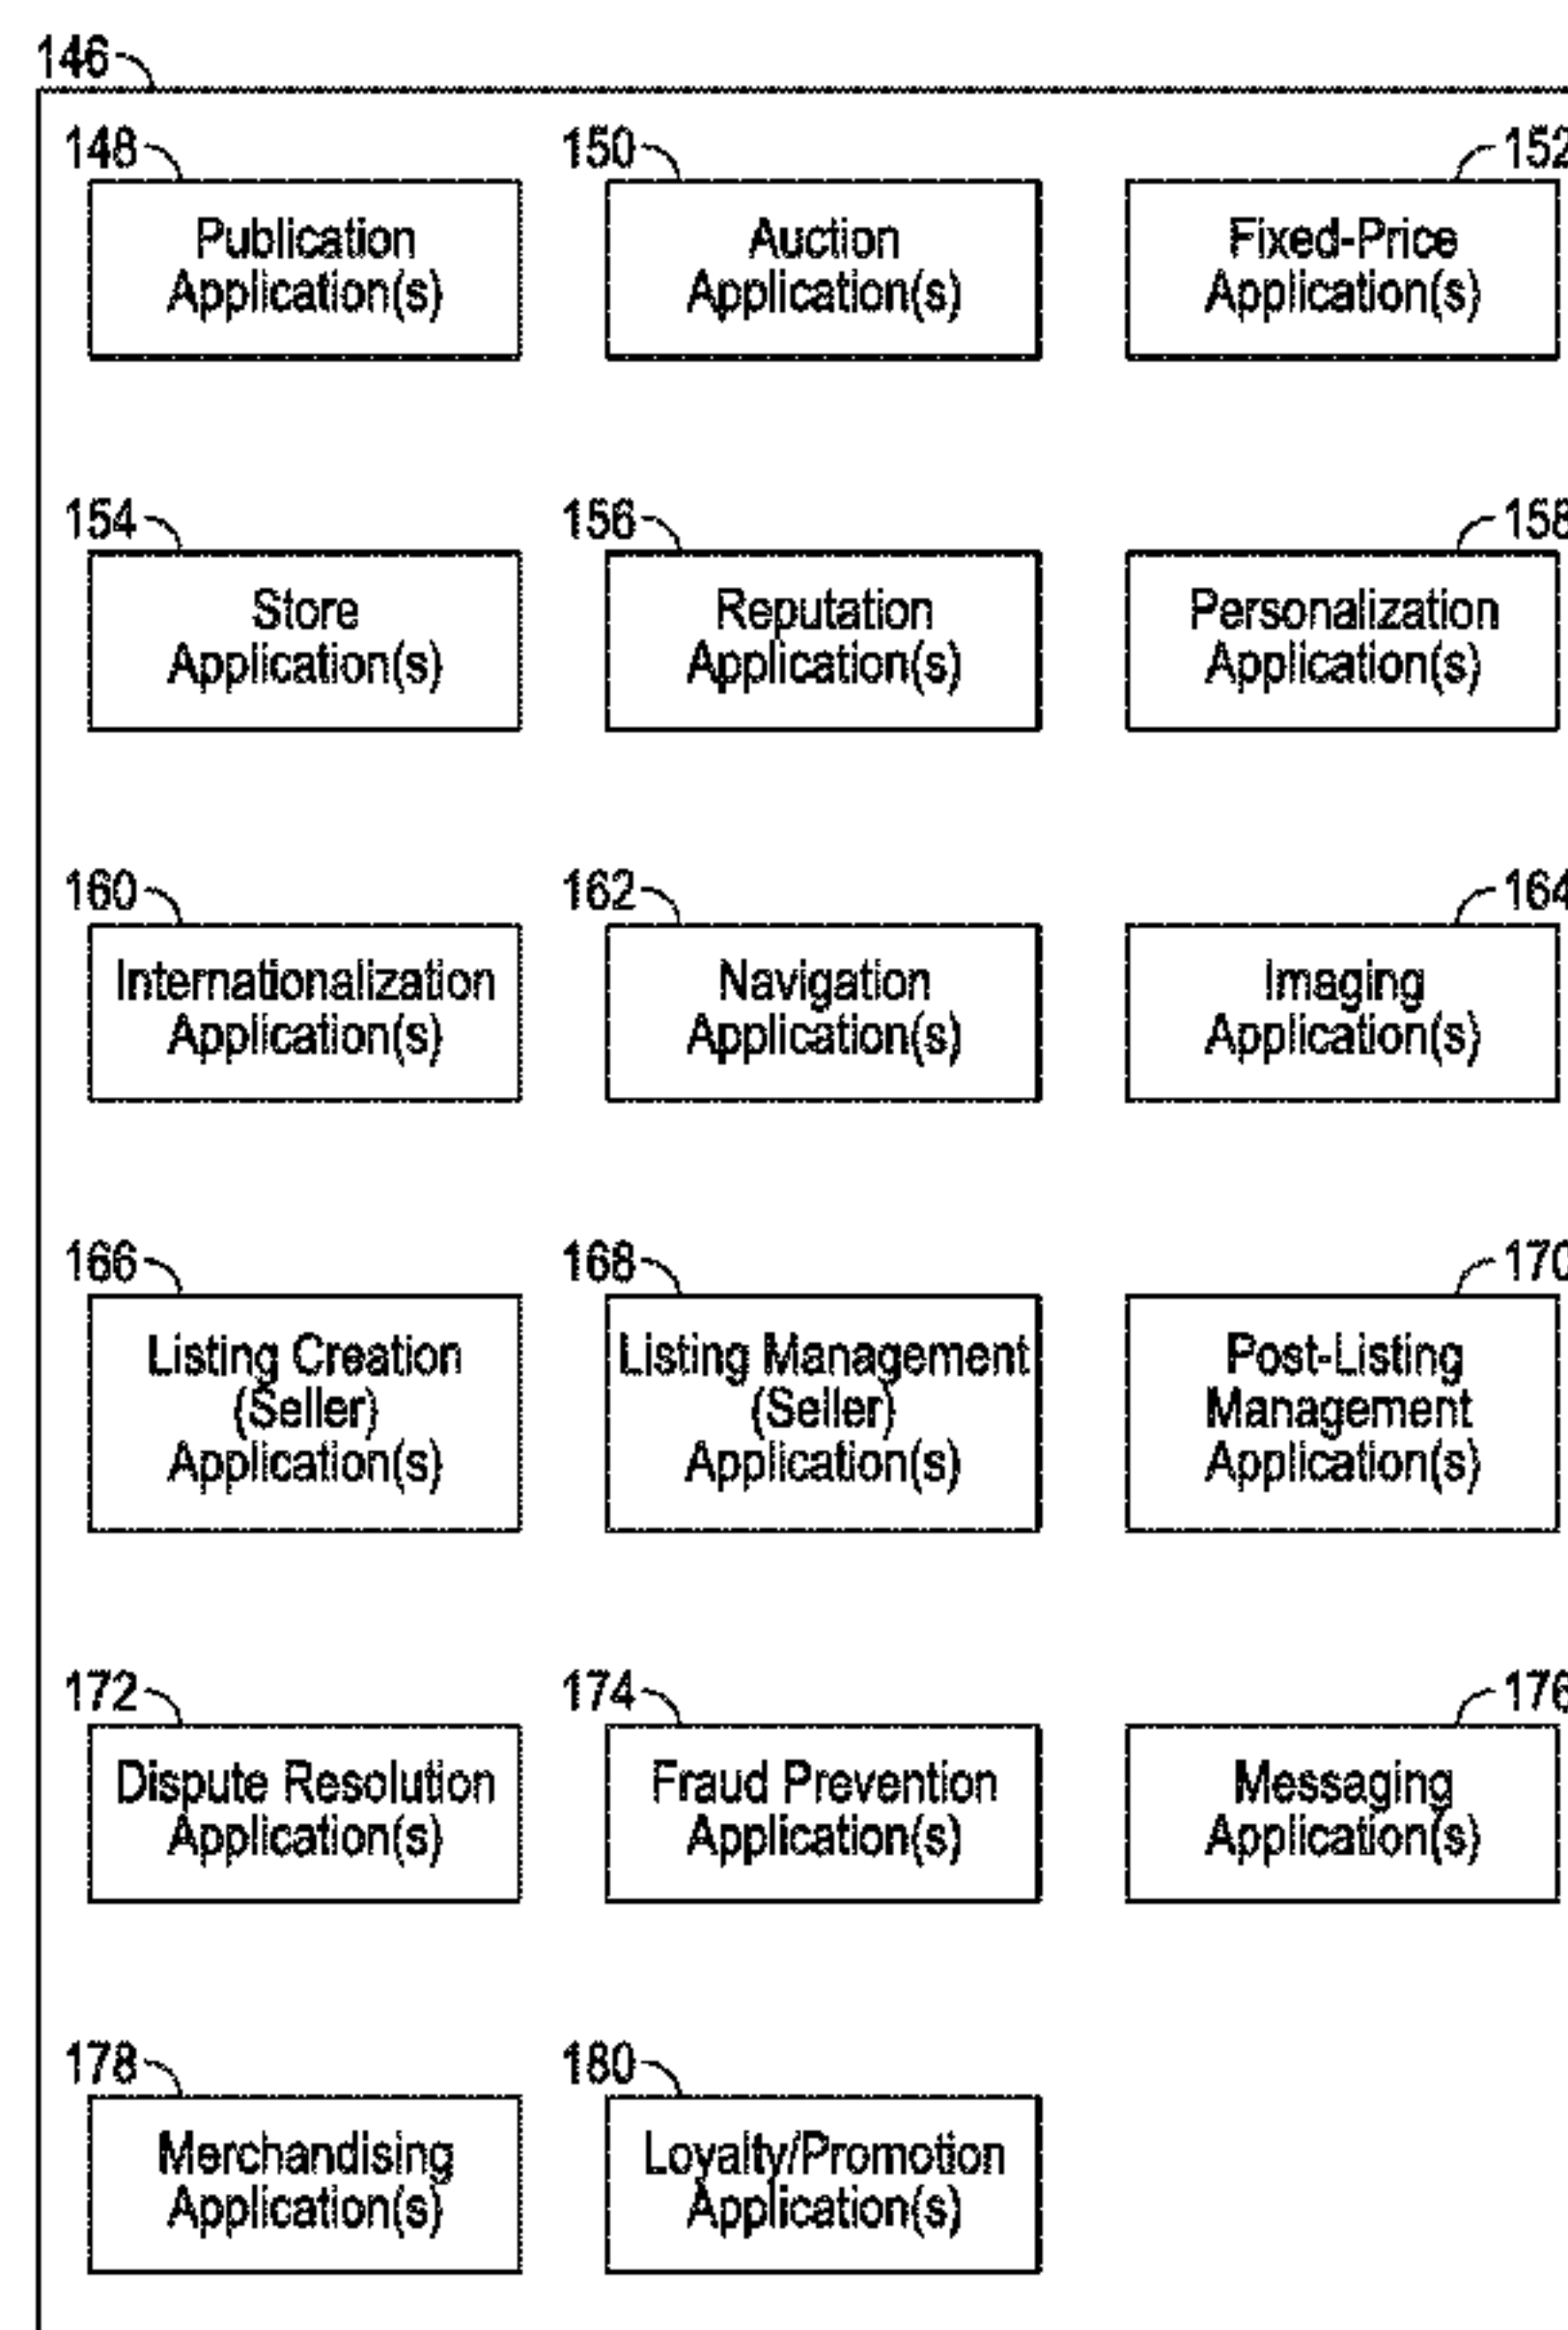 146
148
Publication
Application(s)
150
Auction
Application(s)
152
Fixed-Price
Application(s)
154
Store
Application(s)
156
Reputation
Application(s)
158
Personalization
Application(s)
160
Internationalization
Application(s)
162
Navigation
Application(s)
164
Imaging
Application(s)
166
Listing Creation
(Seller)
Application(s)
168
Listing Management
(Seller)
Application(s)
170
Post-Listing
Management
Application(s)
172
Dispute Resolution
Application(s)
174
Fraud Prevention
Application(s)
176
Messaging
Application(s)
178
Merchandising
Application(s)
180
Loyalty/Promotion
Application(s)